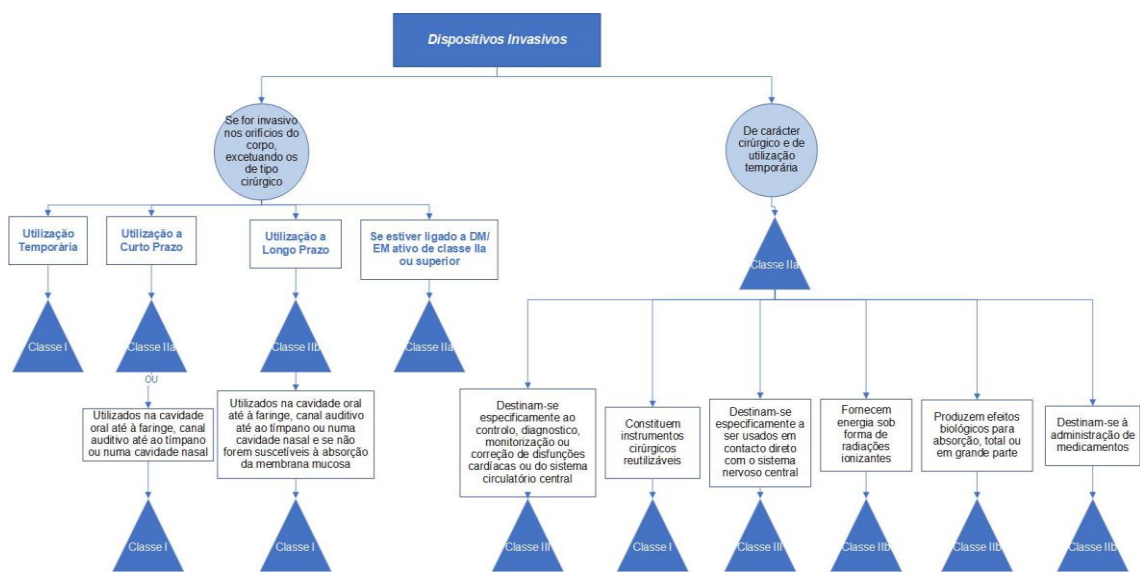 Dispositivos Invasivos
Se for invasivo
nos orifícios do
corpo,
excetuando os
de tipo
cirúrgico
De carácter
cirúrgico e de
utilização
temporária
Utilização
Temporária
Utilização a
Curto Prazo
Utilização a
Longo Prazo
Se estiver ligado a DM/
EM ativo de classe IIa
ou superior
Classe IIa
Classe I
Classe IIa
Classe IIb
Classe IIa
OU
Utilizados na cavidade
oral até à faringe, canal
auditivo até ao tímpano
ou numa cavidade nasal
Utilizados na cavidade oral
até à faringe, canal auditivo
até ao tímpano ou numa
cavidade nasal e se não
forem suscetíveis à absorção
da membrana mucosa
Destinam-se
especificamente ao
controlo, diagnostico,
monitorização ou
correção de disfunções
cardíacas ou do sistema
circulatório central
Constituem
instrumentos
cirúrgicos
reutilizáveis
Destinam-se
especificamente a
ser usados em
contacto direto
com o sistema
nervoso central
Fornecem
energia sob
forma de
radiações
ionizantes
Produzem efeitos
biológicos para
absorção, total ou
em grande parte
Destinam-se à
administração de
medicamentos
Classe I
Classe I
Classe III
Classe I
Classe III
Classe IIb
Classe IIb
Classe IIb